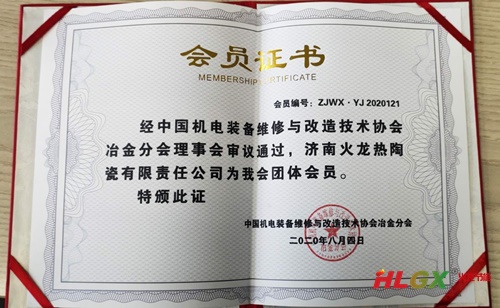 会员证书
MEMBERSHIP CERTIFICATE
会员编号：ZJWX · YJ 2020121
经中国机电装备维修与改造技术协会
冶金分会理事会审议通过，济南火龙热陶
瓷有限责任公司为我会团体会员。
特颁此证
中国机电装备维修与改造技术协会冶金分会
二0二0年八月四日
HLGX